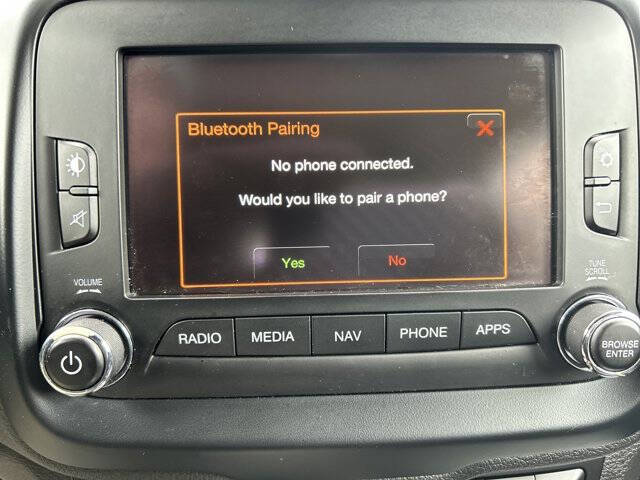 Bluetooth Pairing
No phone connected.
Would you like to pair a phone?
Yes
No
VOLUME
TUNE
SCROLL
RADIO
MEDIA
NAV
PHONE
APPS
BROWSE
ENTER